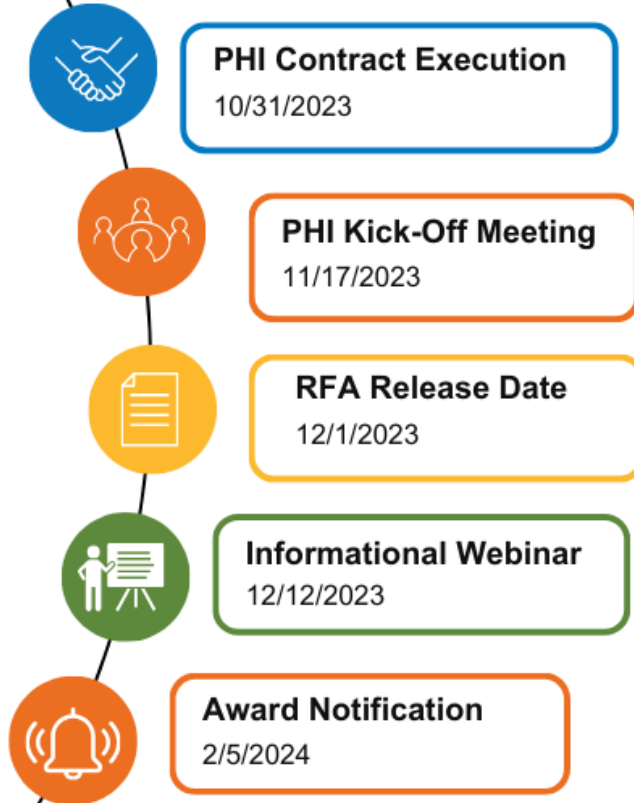 PHI Contract Execution
10/31/2023
PHI Kick-Off Meeting
11/17/2023
RFA Release Date
12/1/2023
Informational Webinar
12/12/2023
Award Notification
2/5/2024